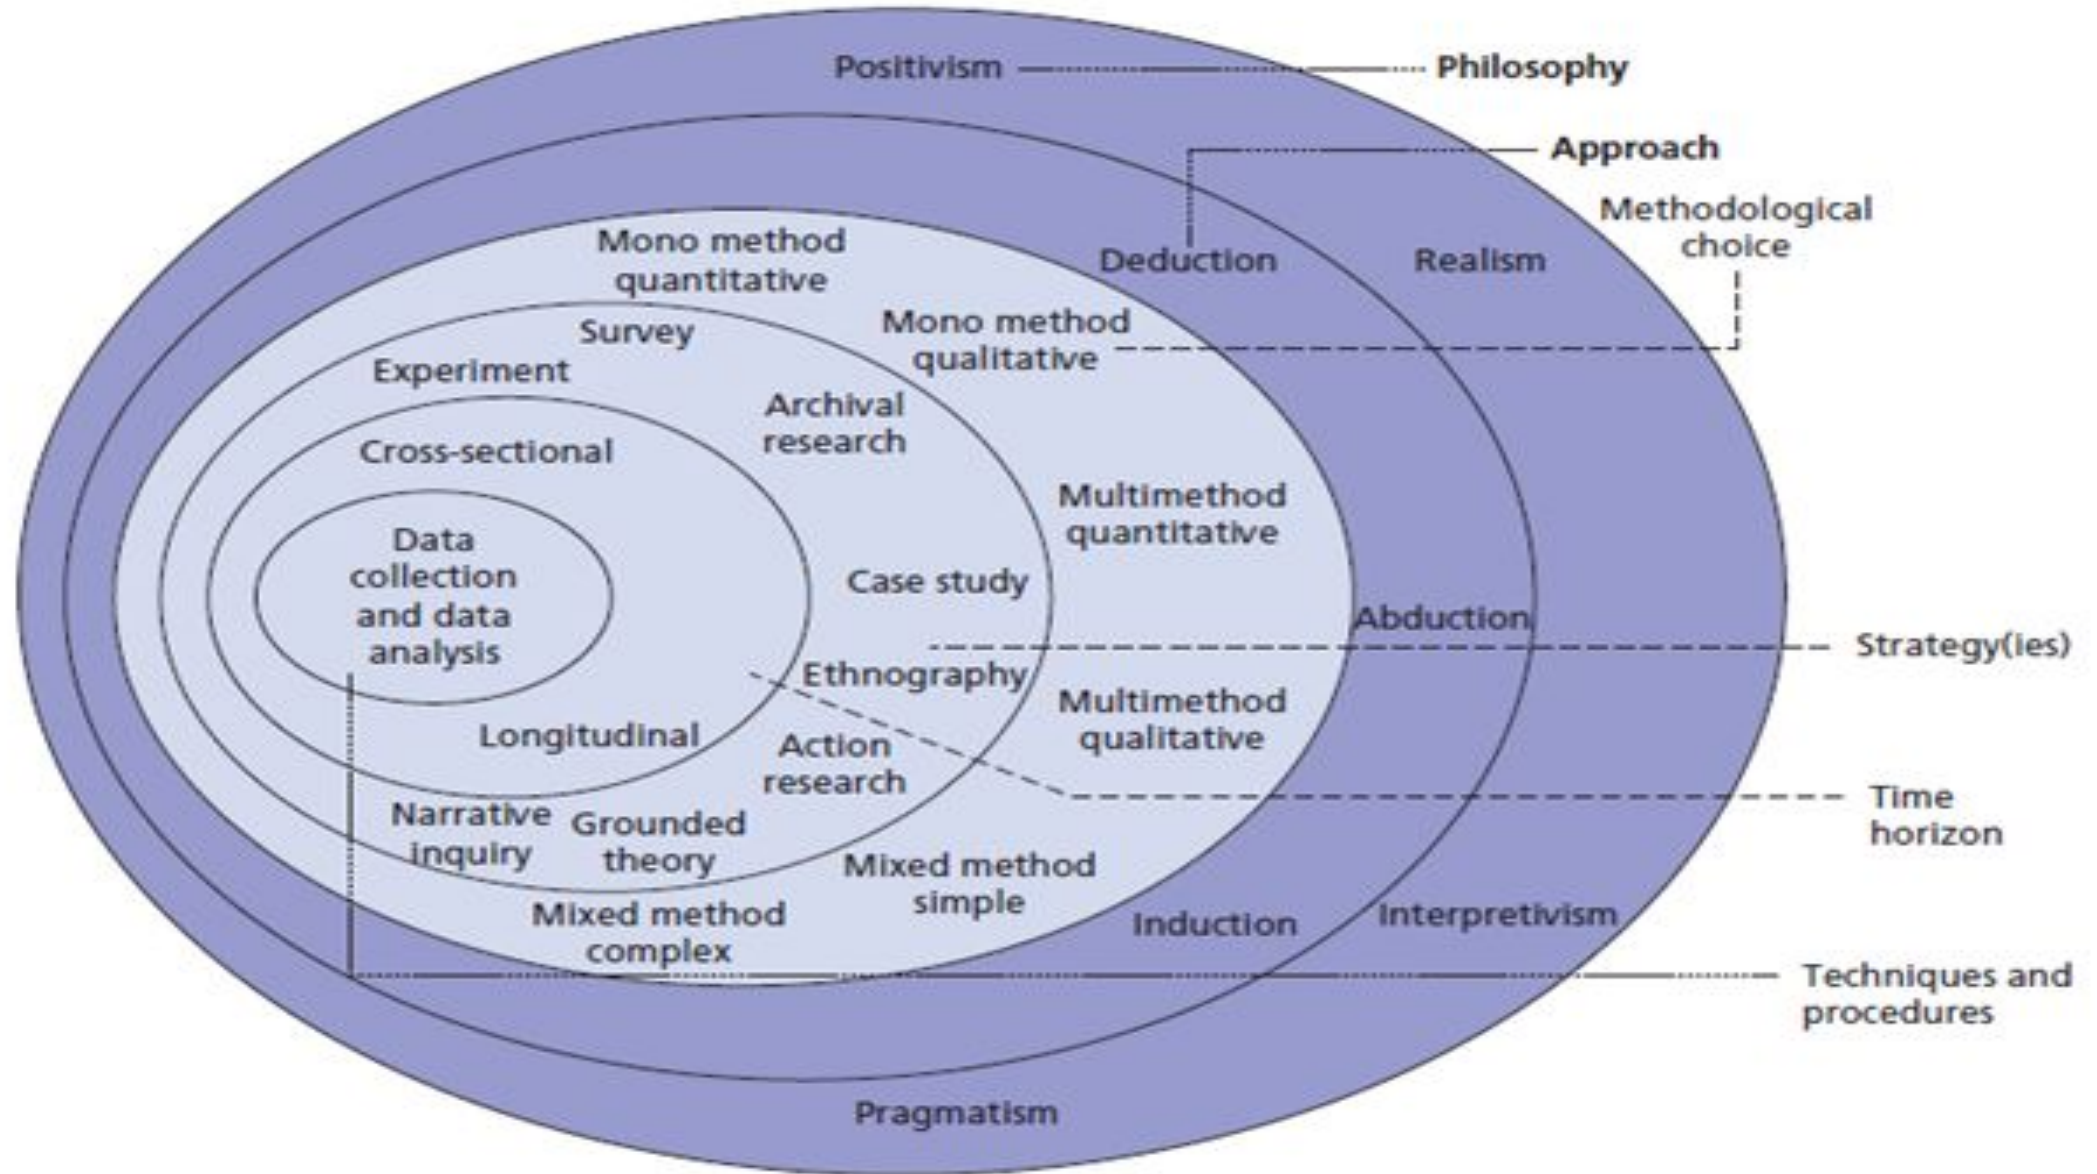 Positivism
Philosophy
Approach
Methodological
choice
Mono method
quantitative
Deduction
Realism
Survey
Mono method
qualitative
Experiment
Archival
research
Cross-sectional
Multimethod
quantitative
Data
collection
and data
analysis
Case study
Abduction
Strategy(ies)
Ethnography
Multimethod
qualitative
Longitudinal
Action
research
Time
horizon
Narrative
inquiry
Grounded
theory
Mixed method
simple
Mixed method
complex
Induction
Interpretivism
Techniques and
procedures
Pragmatism